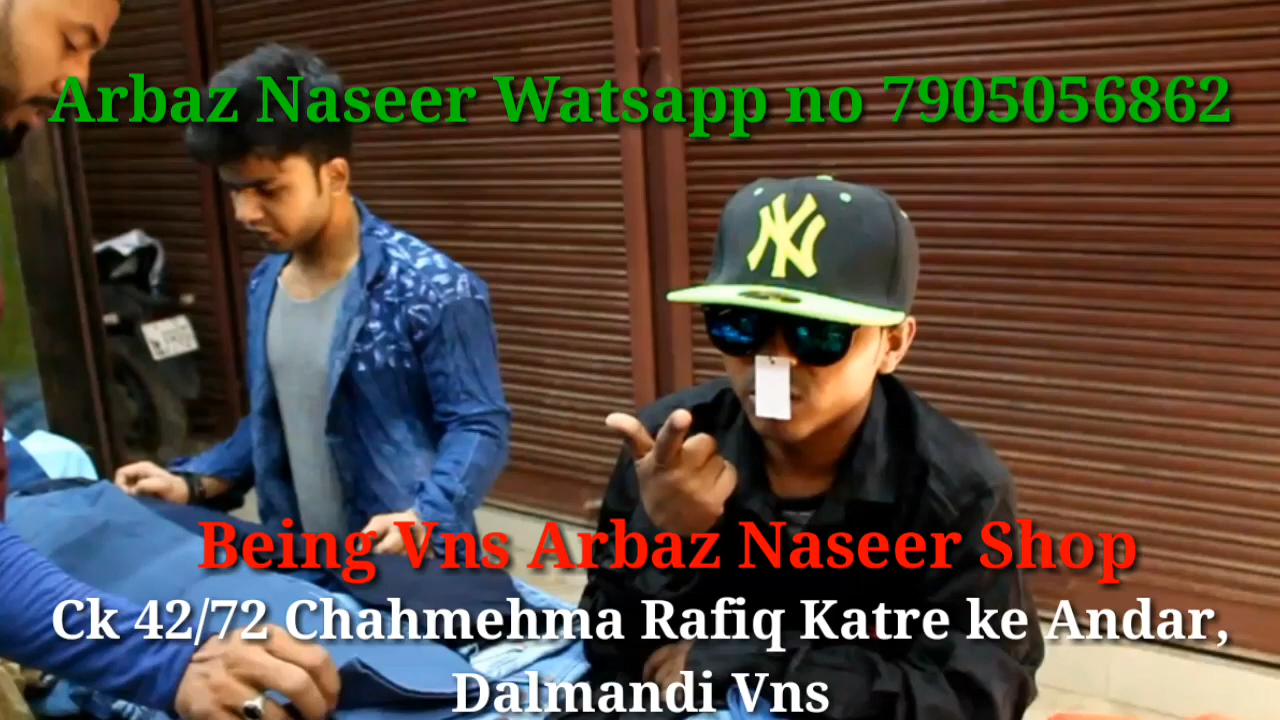 Arbaz Naseer Watsapp no 7905056862
NY
Being Vns Arbaz Naseer Shop
Ck 42/72 Chahmehma Rafiq Katre ke Andar,
Dalmandi Vns